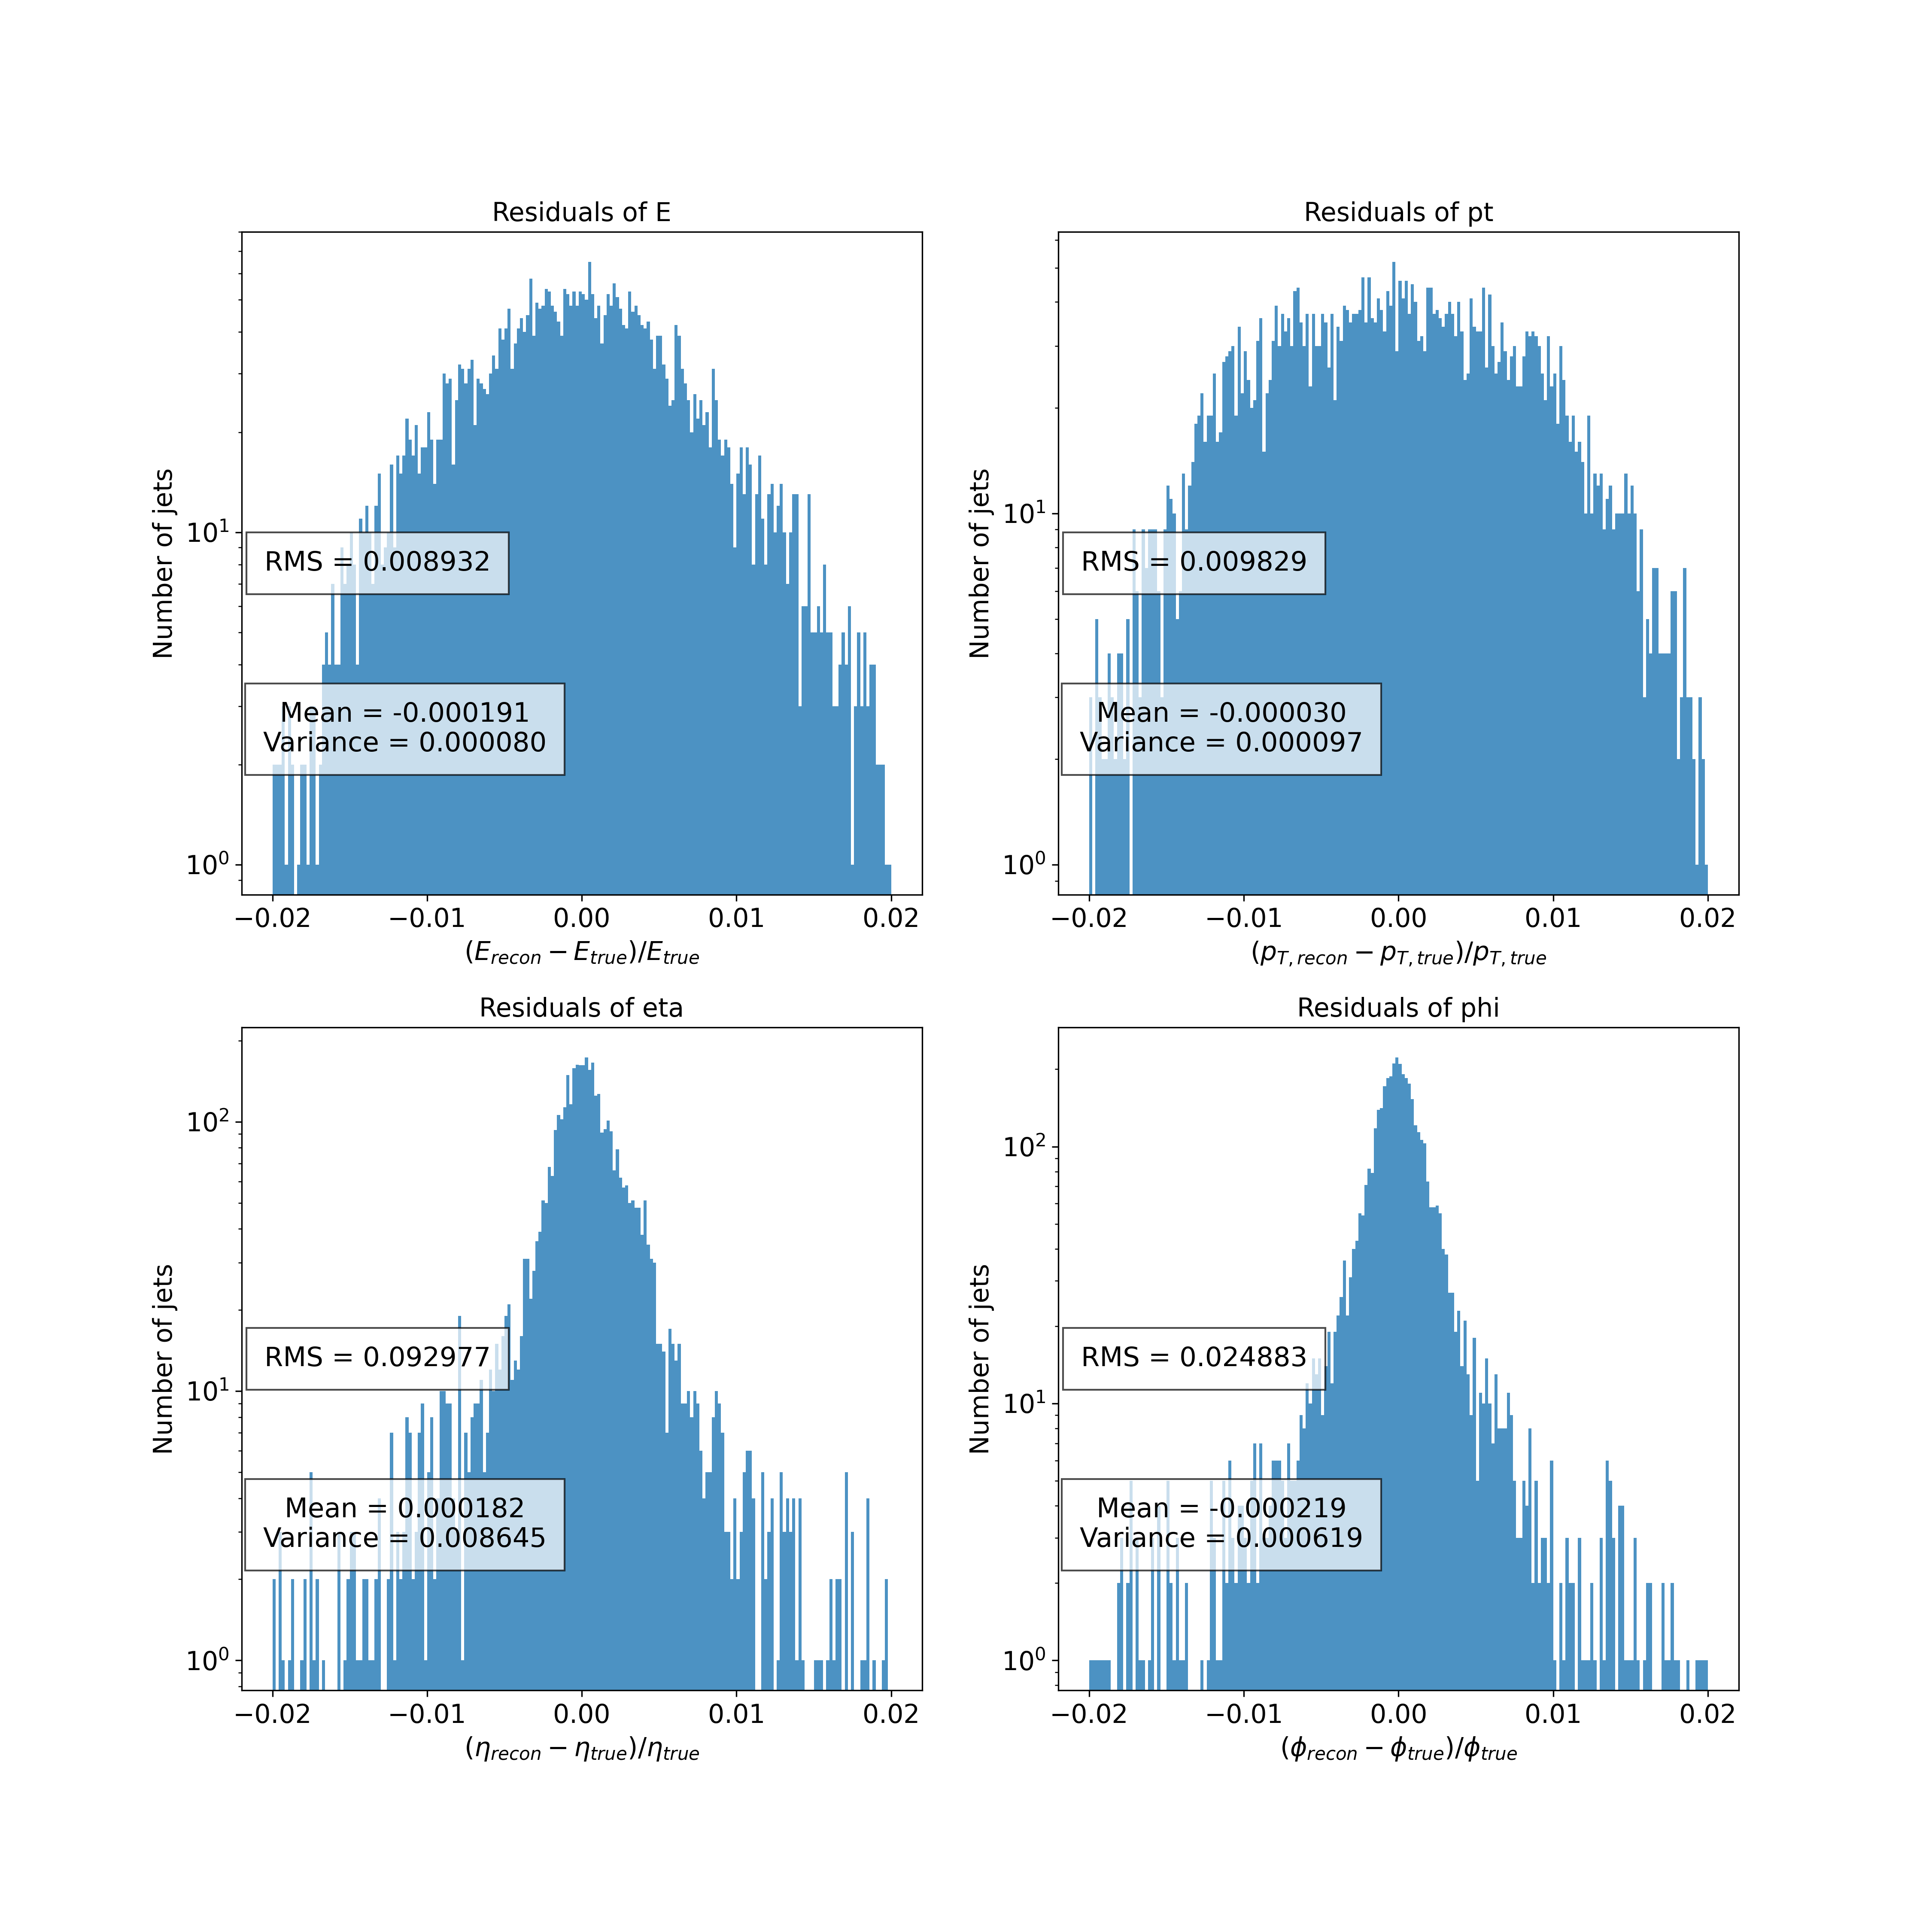 Residuals of E
Number of jets
10¹
10⁰
RMS = 0.008932
Mean = -0.000191
Variance = 0.000080
−0.02 −0.01 0.00 0.01 0.02
(E_recon − E_true)/E_true
Residuals of pt
Number of jets
10¹
10⁰
RMS = 0.009829
Mean = -0.000030
Variance = 0.000097
−0.02 −0.01 0.00 0.01 0.02
(p_T,recon − p_T,true)/p_T,true
Residuals of eta
Number of jets
10²
10¹
10⁰
RMS = 0.092977
Mean = 0.000182
Variance = 0.008645
−0.02 −0.01 0.00 0.01 0.02
(η_recon − η_true)/η_true
Residuals of phi
Number of jets
10²
10¹
10⁰
RMS = 0.024883
Mean = -0.000219
Variance = 0.000619
−0.02 −0.01 0.00 0.01 0.02
(ϕ_recon − ϕ_true)/ϕ_true